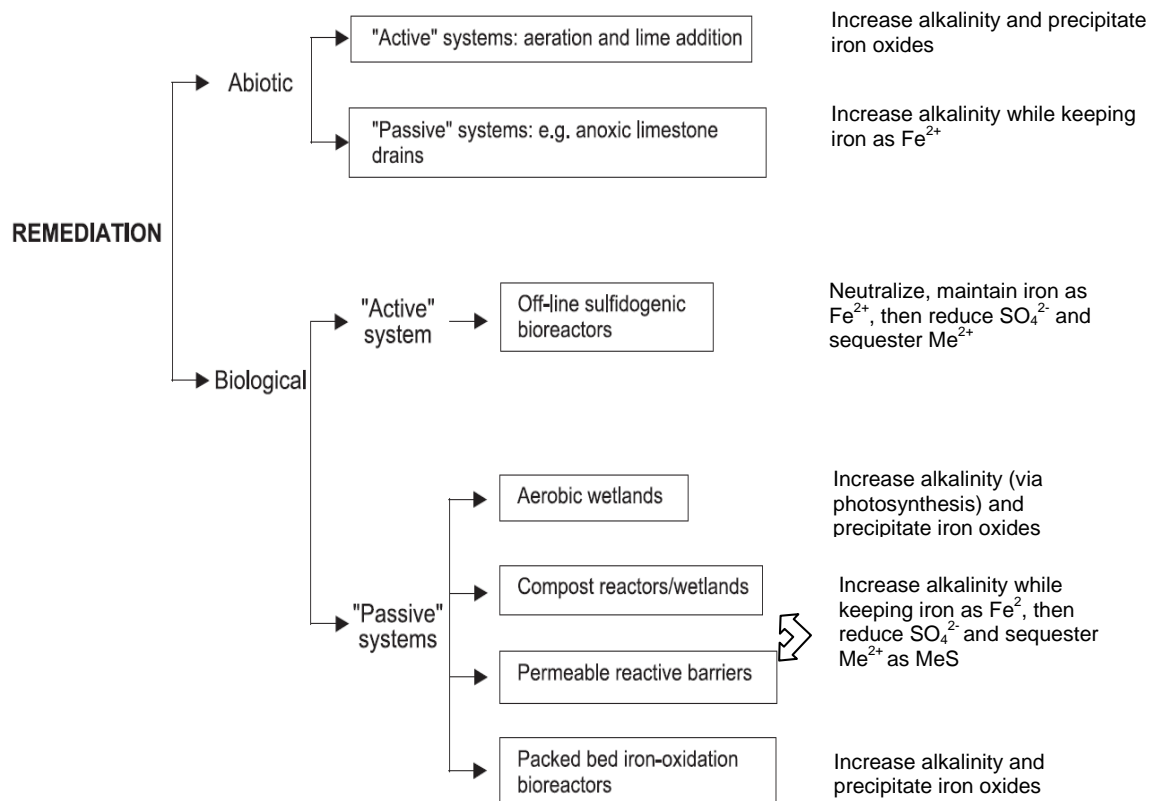 "Active" systems: aeration and lime addition
Increase alkalinity and precipitate
iron oxides
Abiotic
"Passive" systems: e.g. anoxic limestone
drains
Increase alkalinity while keeping
iron as Fe²⁺
REMEDIATION
"Active"
system
Off-line sulfidogenic
bioreactors
Neutralize, maintain iron as
Fe²⁺, then reduce SO₄²⁻ and
sequester Me²⁺
Biological
Aerobic wetlands
Increase alkalinity (via
photosynthesis) and
precipitate iron oxides
"Passive"
systems
Compost reactors/wetlands
Permeable reactive barriers
Increase alkalinity while
keeping iron as Fe², then
reduce SO₄²⁻ and sequester
Me²⁺ as MeS
Packed bed iron-oxidation
bioreactors
Increase alkalinity and
precipitate iron oxides